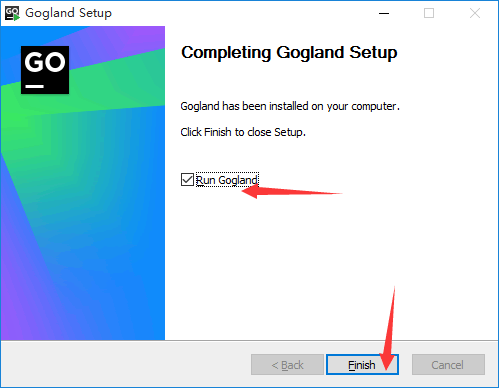 Gogland Setup
GO
Completing Gogland Setup
Gogland has been installed on your computer.
Click Finish to close Setup.
Run Gogland
< Back
Finish
Cancel